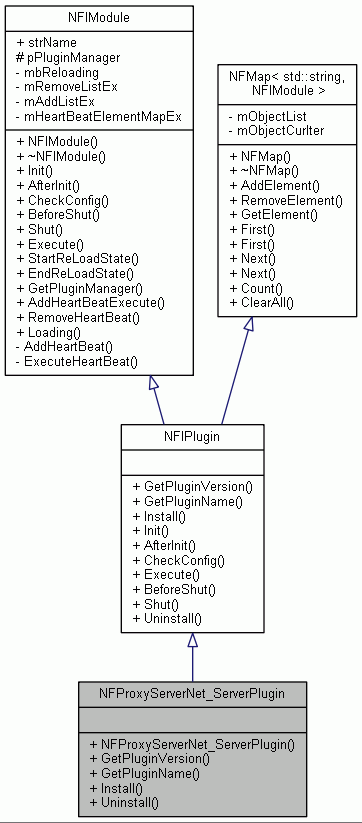 NFIModule
+ strName
# pPluginManager
- mbReloading
- mRemoveListEx
- mAddListEx
- mHeartBeatElementMapEx
+ NFIModule()
+ ~NFIModule()
+ Init()
+ AfterInit()
+ CheckConfig()
+ BeforeShut()
+ Shut()
+ Execute()
+ StartReLoadState()
+ EndReLoadState()
+ GetPluginManager()
+ AddHeartBeatExecute()
+ RemoveHeartBeat()
+ Loading()
- AddHeartBeat()
- ExecuteHeartBeat()
NFMap< std::string,
NFIModule >
- mObjectList
- mObjectCurIter
+ NFMap()
+ ~NFMap()
+ AddElement()
+ RemoveElement()
+ GetElement()
+ First()
+ First()
+ Next()
+ Next()
+ Count()
+ ClearAll()
NFIPlugin
+ GetPluginVersion()
+ GetPluginName()
+ Install()
+ Init()
+ AfterInit()
+ CheckConfig()
+ Execute()
+ BeforeShut()
+ Shut()
+ Uninstall()
NFProxyServerNet_ServerPlugin
+ NFProxyServerNet_ServerPlugin()
+ GetPluginVersion()
+ GetPluginName()
+ Install()
+ Uninstall()